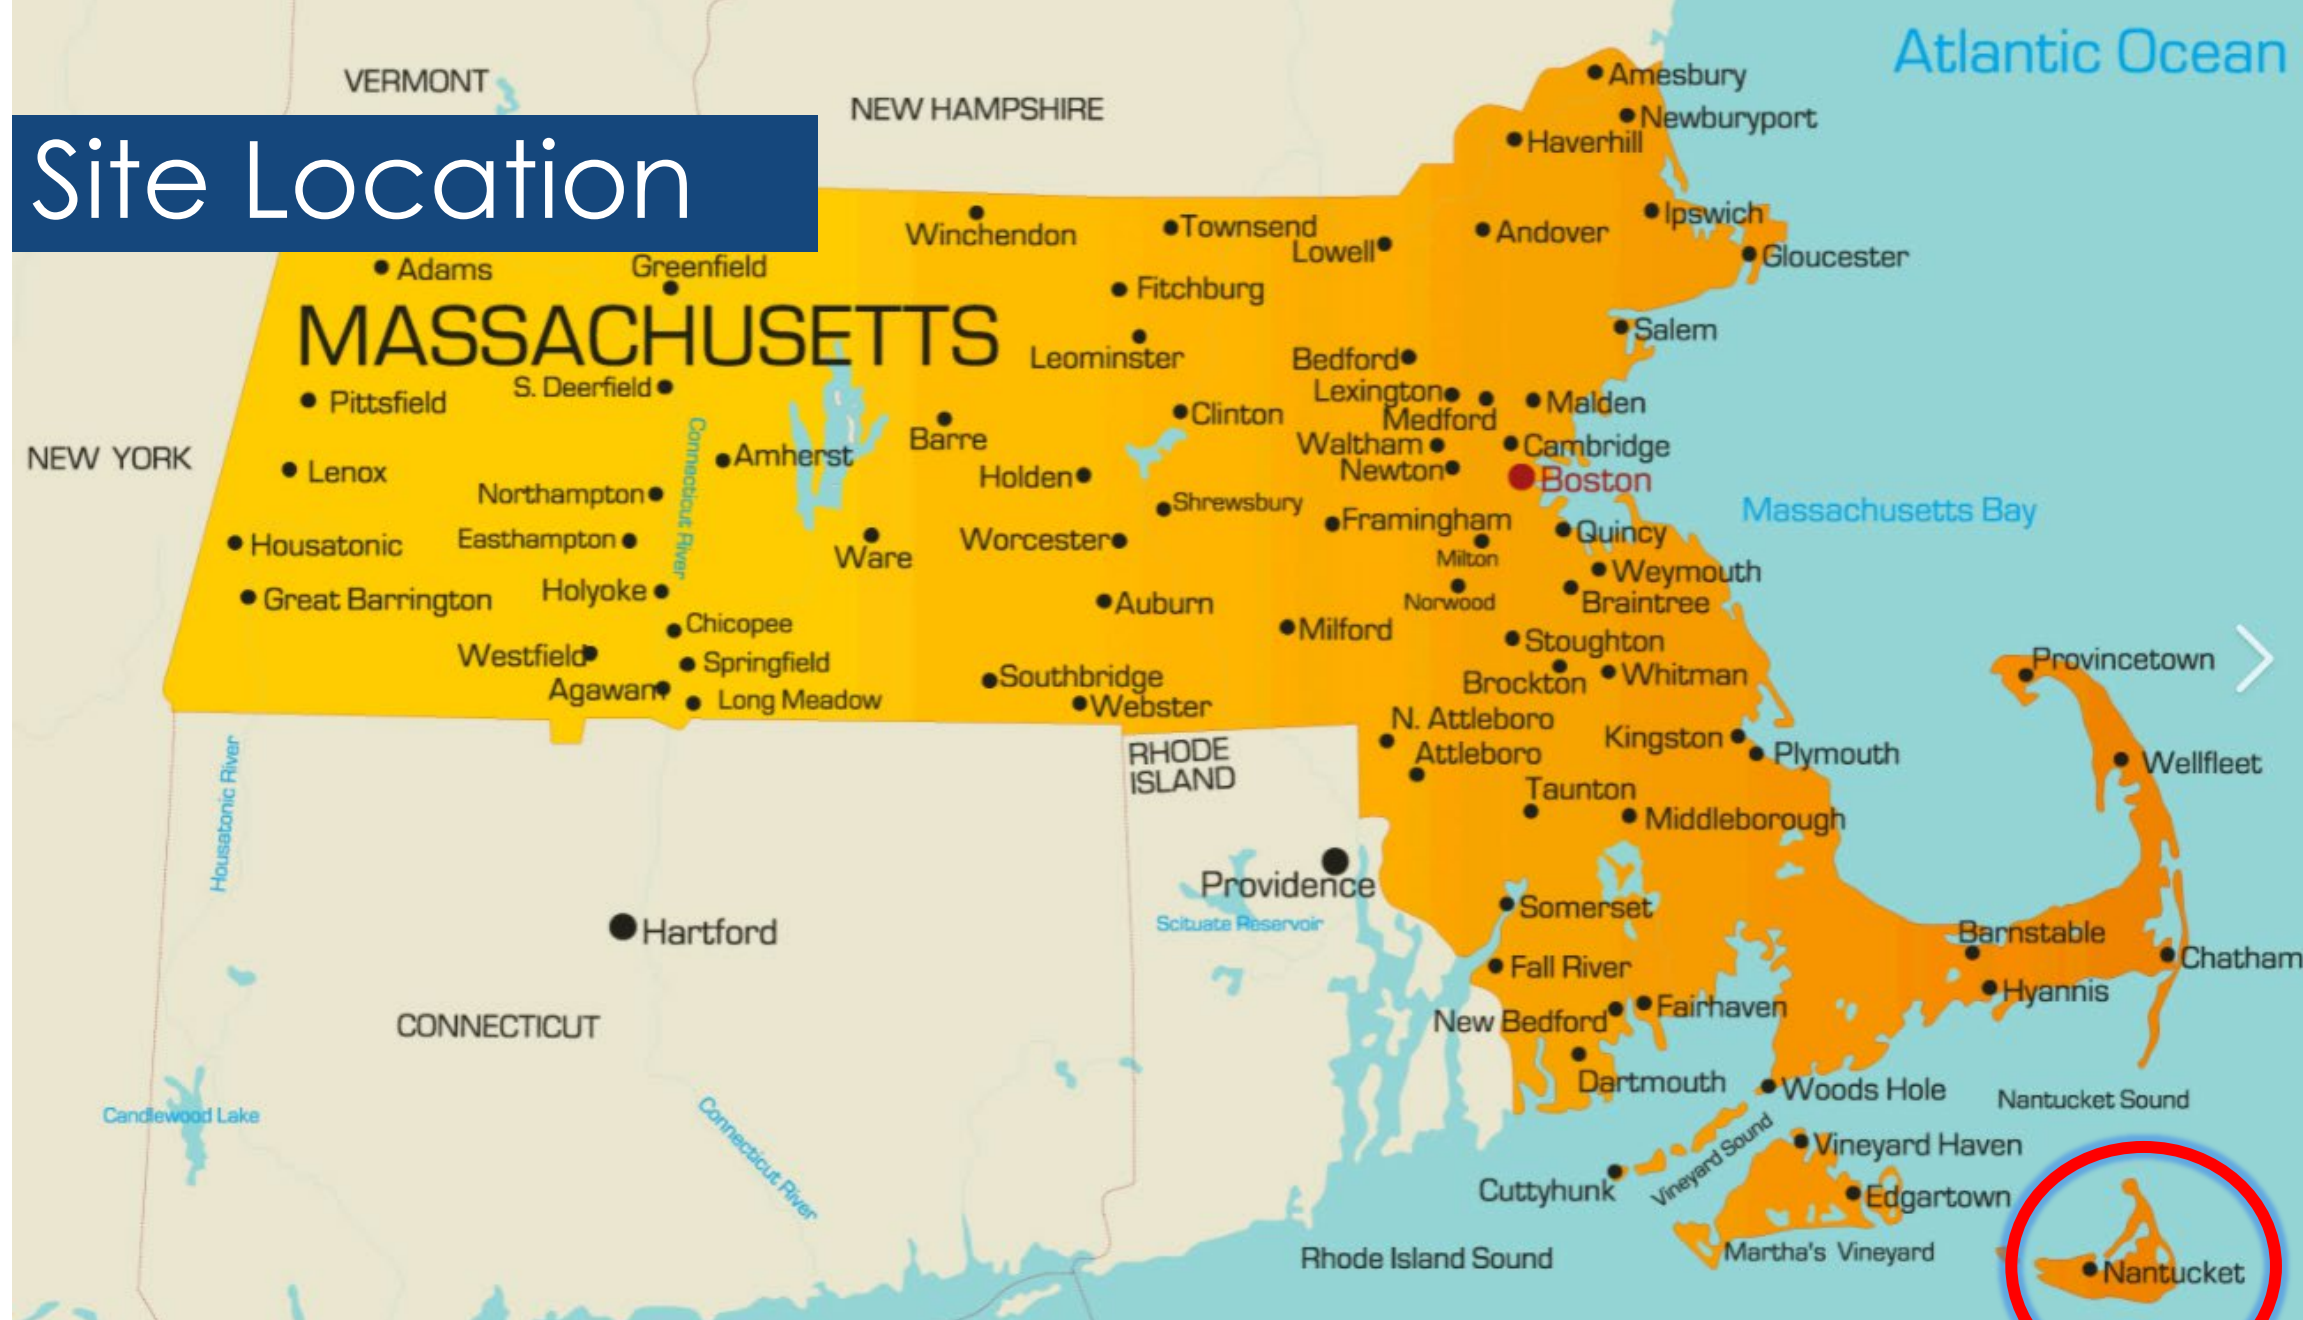 Atlantic Ocean
VERMONT
NEW HAMPSHIRE
Amesbury
Newburyport
Haverhill
Site Location
Ipswich
Winchendon
Townsend
Lowell
Andover
Gloucester
Adams
Greenfield
Fitchburg
MASSACHUSETTS
Salem
Leominster
Bedford
S. Deerfield
Lexington
Pittsfield
Clinton
Medford
Malden
Barre
Waltham
Cambridge
NEW YORK
Lenox
Connecticut River
Amherst
Holden
Newton
Boston
Northampton
Shrewsbury
Framingham
Massachusetts Bay
Housatonic
Easthampton
Ware
Worcester
Milton
Quincy
Weymouth
Great Barrington
Holyoke
Auburn
Norwood
Braintree
Chicopee
Milford
Stoughton
Westfield
Springfield
Southbridge
Brockton
Whitman
Provincetown
Agawam
Long Meadow
Webster
N. Attleboro
Kingston
Plymouth
RHODE
ISLAND
Attleboro
Wellfleet
Taunton
Middleborough
Housatonic River
Providence
Scituate Reservoir
Somerset
Hartford
Barnstable
Chatham
Fall River
Hyannis
CONNECTICUT
New Bedford
Fairhaven
Dartmouth
Woods Hole
Nantucket Sound
Candlewood Lake
Connecticut River
Vineyard Sound
Vineyard Haven
Cuttyhunk
Edgartown
Rhode Island Sound
Martha's Vineyard
Nantucket